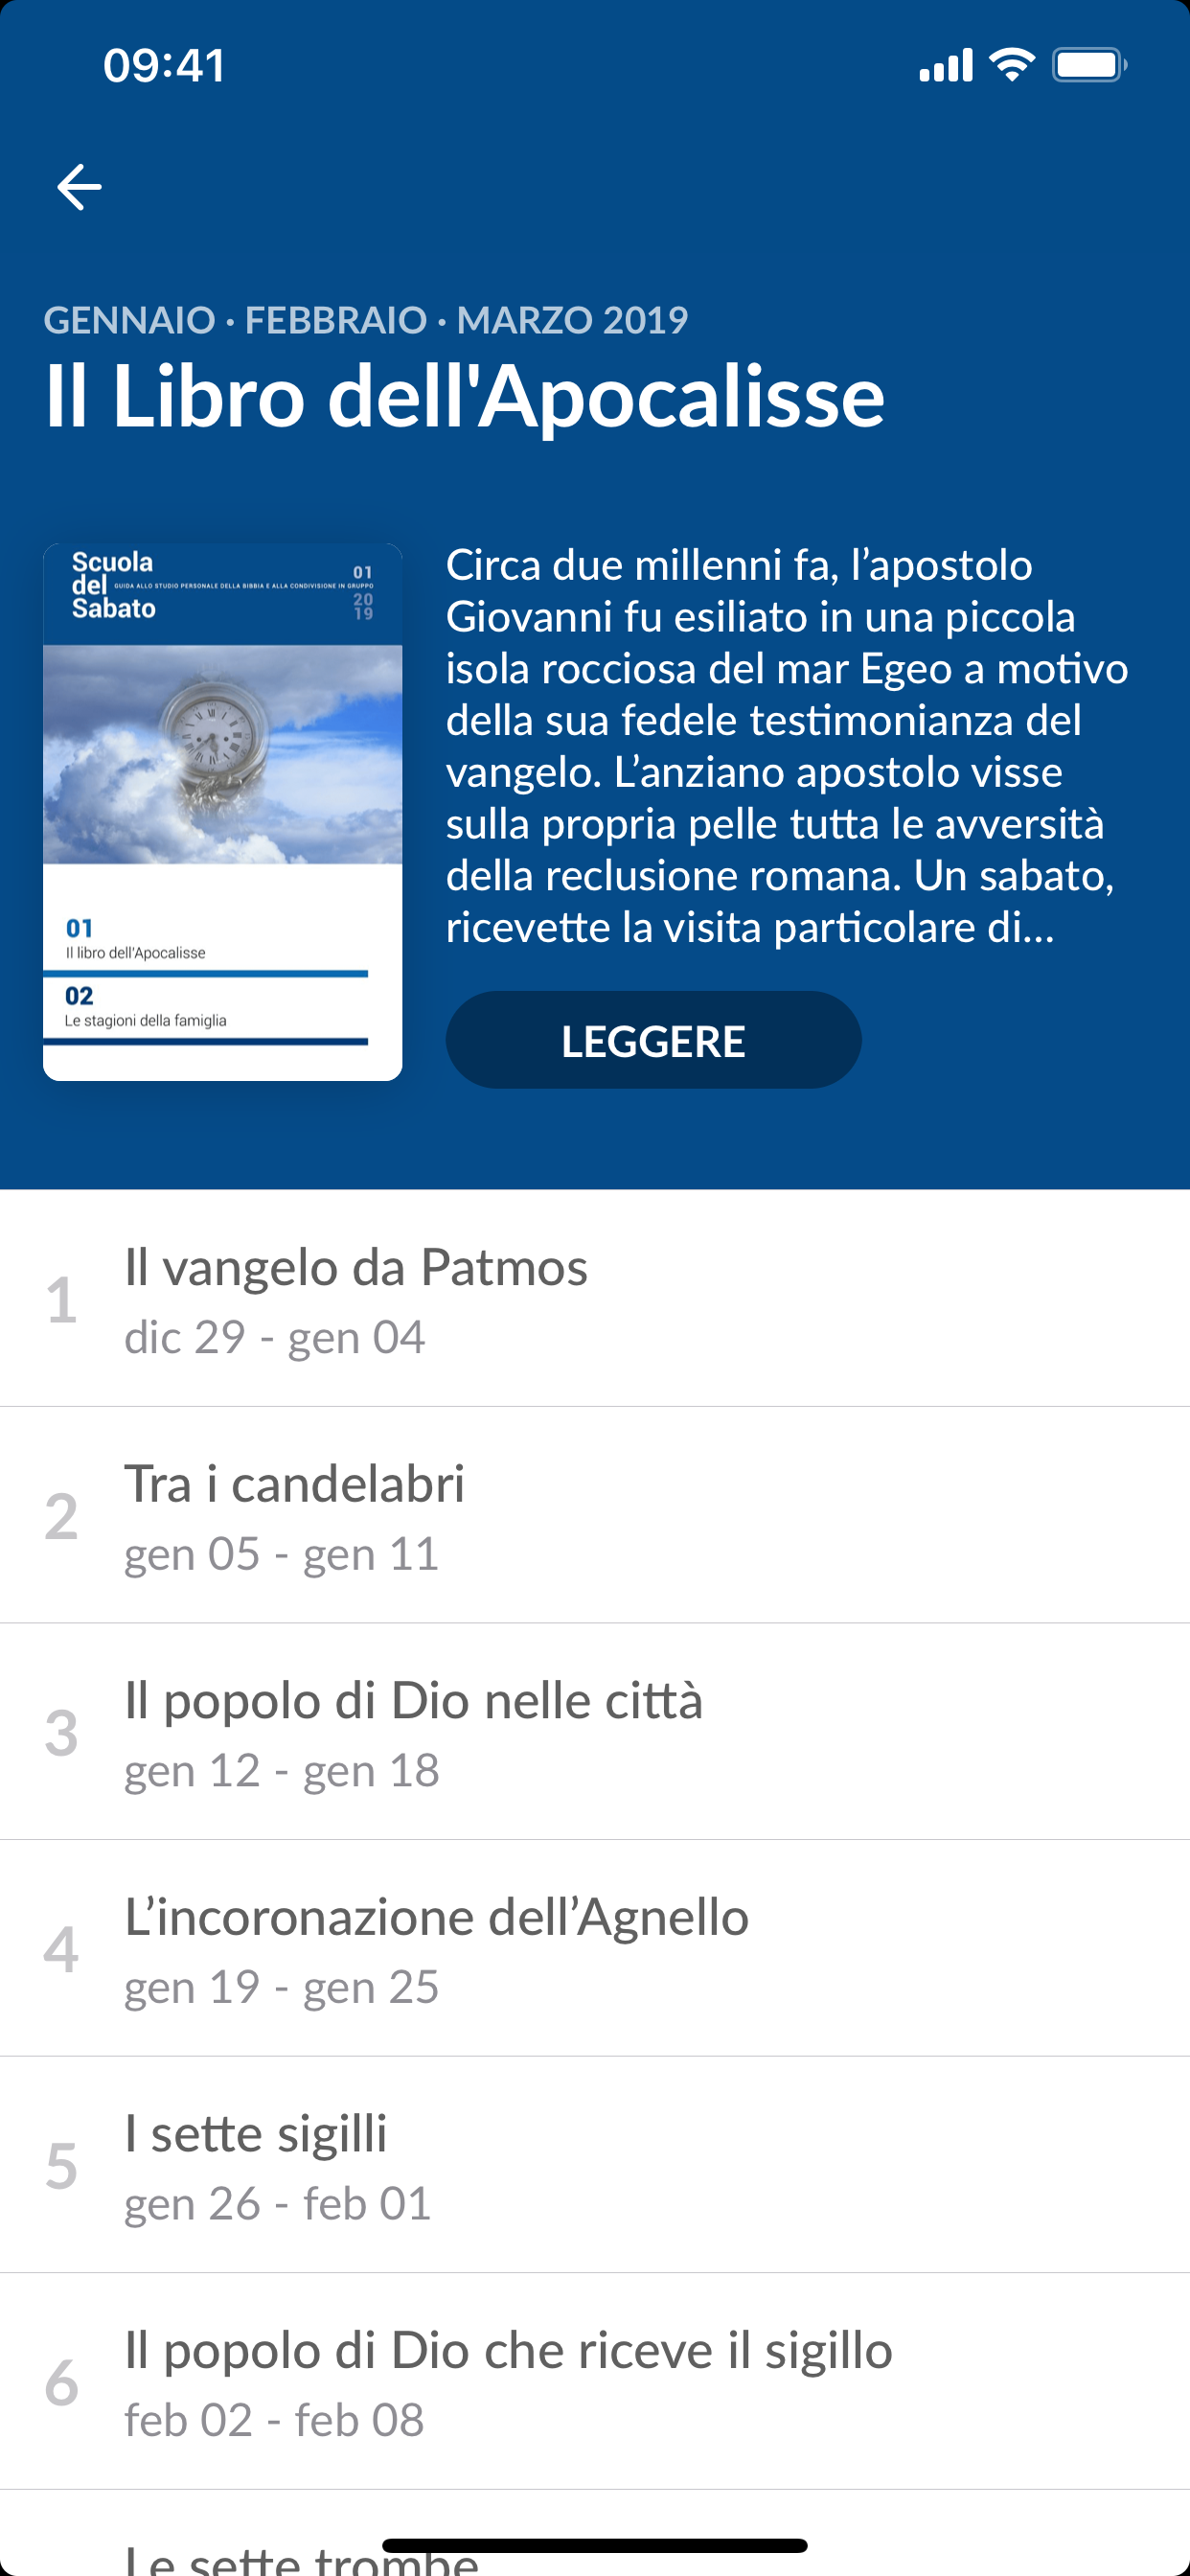 09:41
GENNAIO · FEBBRAIO · MARZO 2019
Il Libro dell'Apocalisse
Scuola
del
Sabato
GUIDA ALLO STUDIO PERSONALE DELLA BIBBIA E ALLA CONDIVISIONE IN GRUPPO
01
20
19
01
Il libro dell'Apocalisse
02
Le stagioni della famiglia
Circa due millenni fa, l’apostolo
Giovanni fu esiliato in una piccola
isola rocciosa del mar Egeo a motivo
della sua fedele testimonianza del
vangelo. L’anziano apostolo visse
sulla propria pelle tutta le avversità
della reclusione romana. Un sabato,
ricevette la visita particolare di...
LEGGERE
1
Il vangelo da Patmos
dic 29 - gen 04
2
Tra i candelabri
gen 05 - gen 11
3
Il popolo di Dio nelle città
gen 12 - gen 18
4
L’incoronazione dell’Agnello
gen 19 - gen 25
5
I sette sigilli
gen 26 - feb 01
6
Il popolo di Dio che riceve il sigillo
feb 02 - feb 08
Le sette trombe